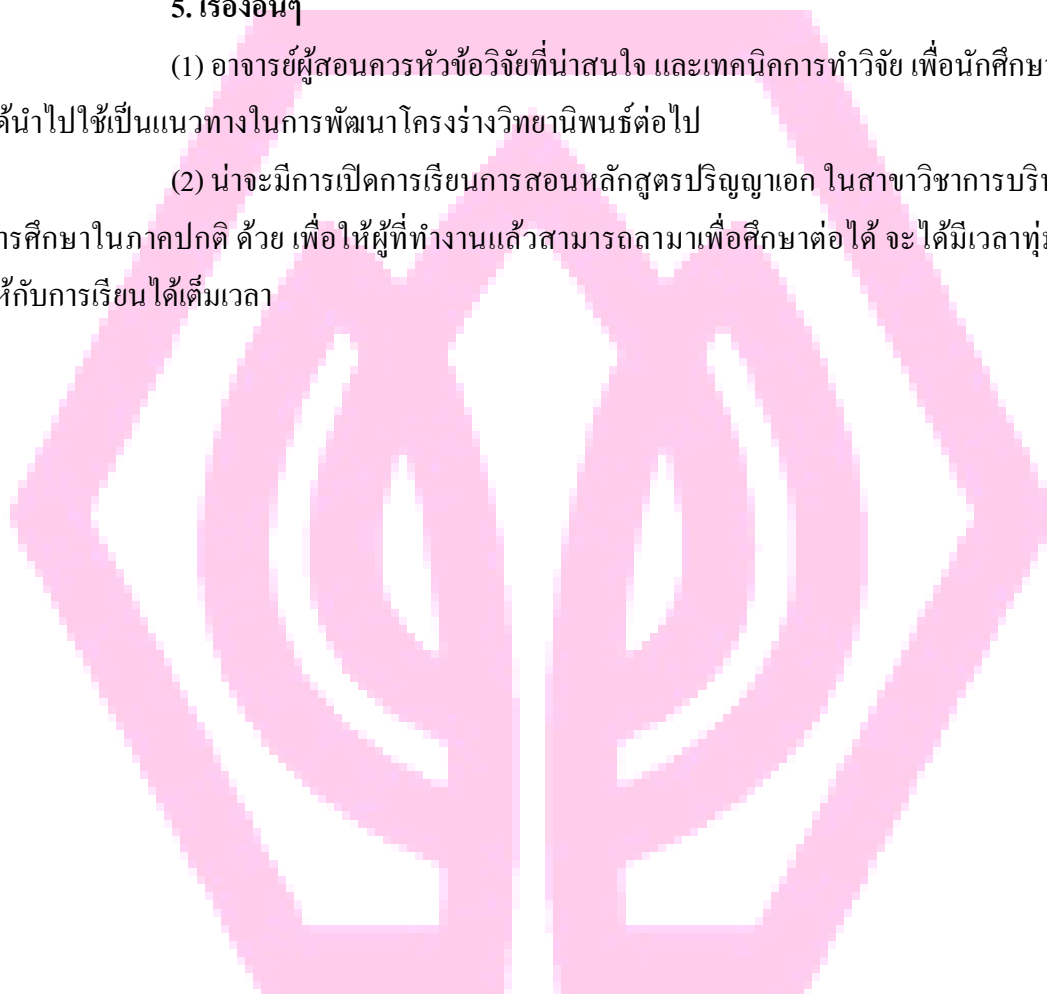 5. เรื่องอื่นๆ
(1) อาจารย์ผู้สอนควรหัวข้อวิจัยที่น่าสนใจ และเทคนิคการทำวิจัย เพื่อนักศึกษา
ได้นำไปใช้เป็นแนวทางในการพัฒนาโครงร่างวิทยานิพนธ์ต่อไป
(2) น่าจะมีการเปิดการเรียนการสอนหลักสูตรปริญญาเอก ในสาขาวิชาการบริห
ารศึกษาในภาคปกติ ด้วย เพื่อให้ผู้ที่ทำงานแล้วสามารถลามาเพื่อศึกษาต่อได้ จะได้มีเวลาทุ่ม
ให้กับการเรียนได้เต็มเวลา